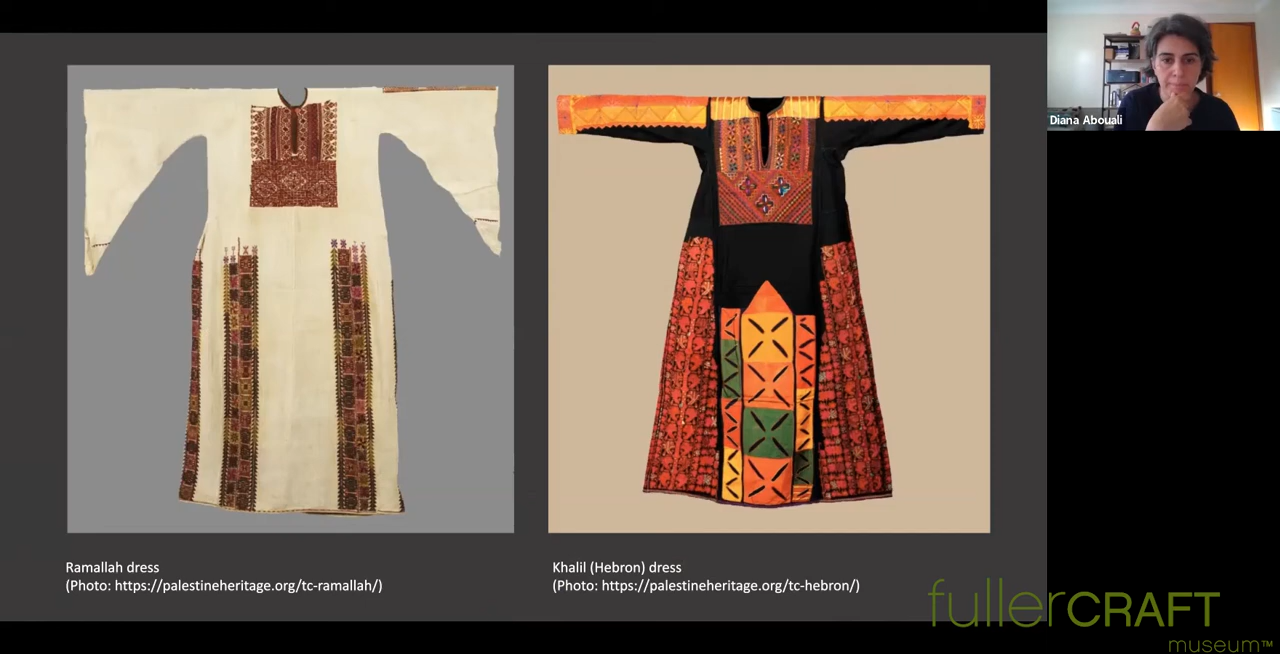 Diana Abouali
Ramallah dress
(Photo: https://palestineheritage.org/tc-ramallah/)
Khalil (Hebron) dress
(Photo: https://palestineheritage.org/tc-hebron/)
fullerCRAFT
museum™